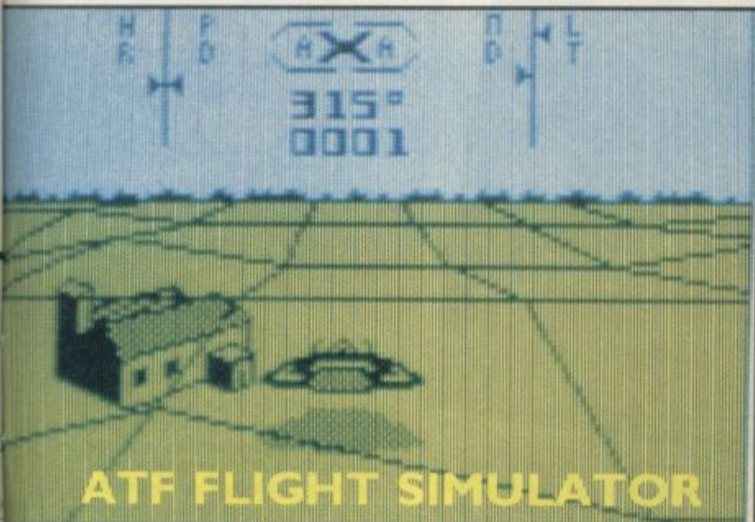 H P A A П L
R D D T
315°
0001
ATF FLIGHT SIMULATOR